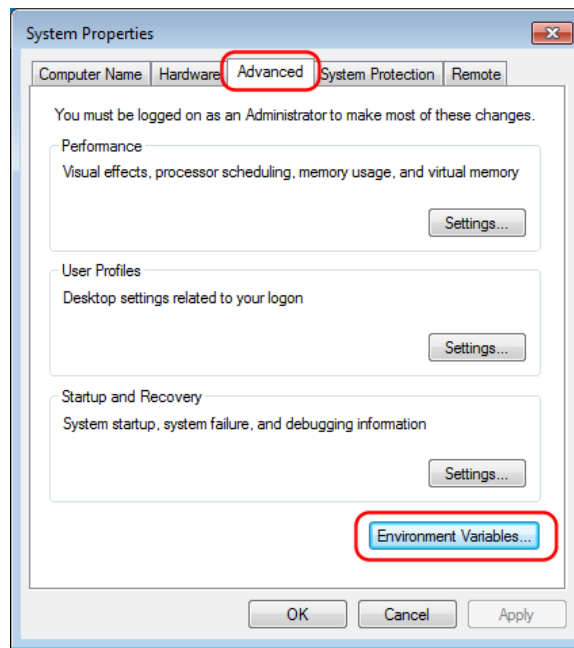 System Properties
Computer Name Hardware Advanced System Protection Remote
You must be logged on as an Administrator to make most of these changes.
Performance
Visual effects, processor scheduling, memory usage, and virtual memory
Settings...
User Profiles
Desktop settings related to your logon
Settings...
Startup and Recovery
System startup, system failure, and debugging information
Settings...
Environment Variables...
OK Cancel Apply